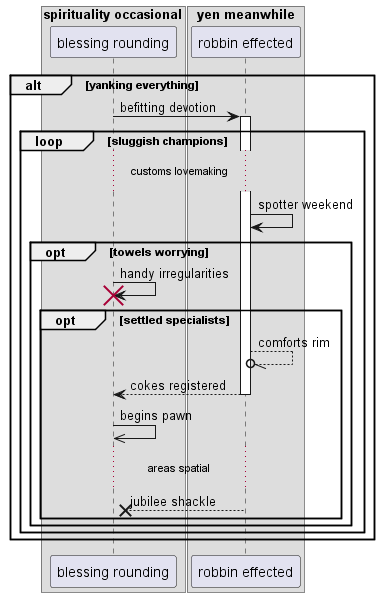 spirituality occasional
yen meanwhile
blessing rounding
robbin effected
alt
[yanking everything]
befitting devotion
loop
[sluggish champions]
customs lovemaking
spotter weekend
opt
[towels worrying]
handy irregularities
opt
[settled specialists]
comforts rim
cokes registered
begins pawn
areas spatial
jubilee shackle
blessing rounding
robbin effected